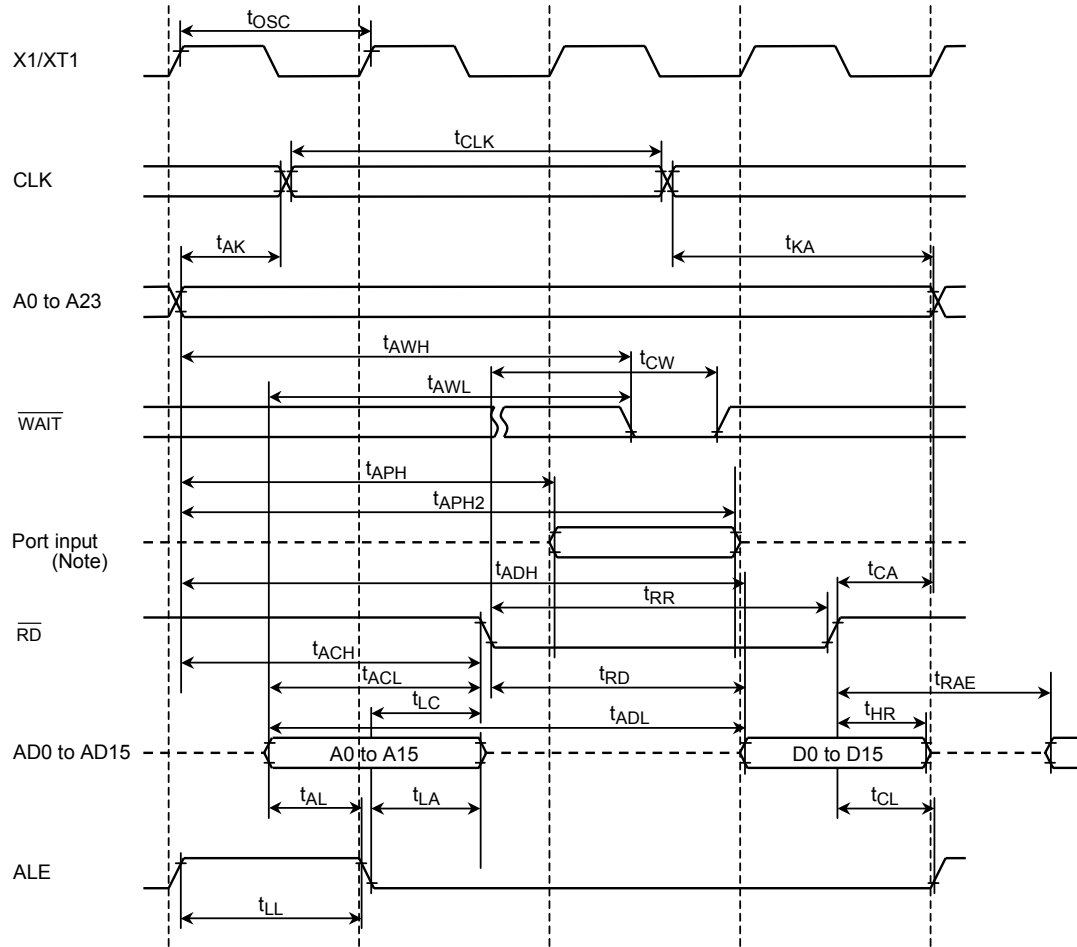 tOSC
X1/XT1
tCLK
CLK
tAK
tKA
A0 to A23
tAWH
tCW
tAWL
WAIT
tAPH
tAPH2
Port input
(Note)
tADH
tCA
tRR
RD
tACH
tACL
tRD
tRAE
tLC
tADL
tHR
AD0 to AD15
A0 to A15
D0 to D15
tAL
tLA
tCL
ALE
tLL